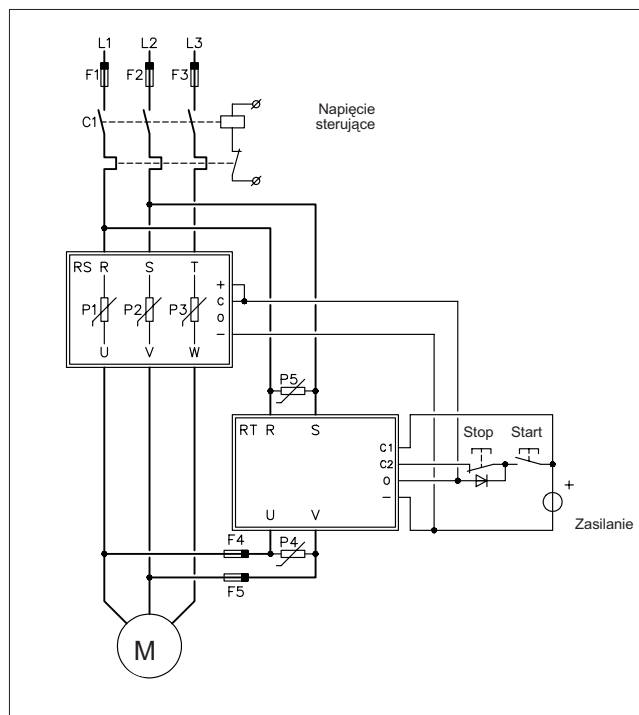 L1 L2 L3
F1 F2 F3
C1
Napięcie
sterujące
RS R S T
+
C
O
−
P1 P2 P3
U V W
P5
RT R S
C1
C2
O
−
Stop Start
+
Zasilanie
U V
F4 P4
F5
M